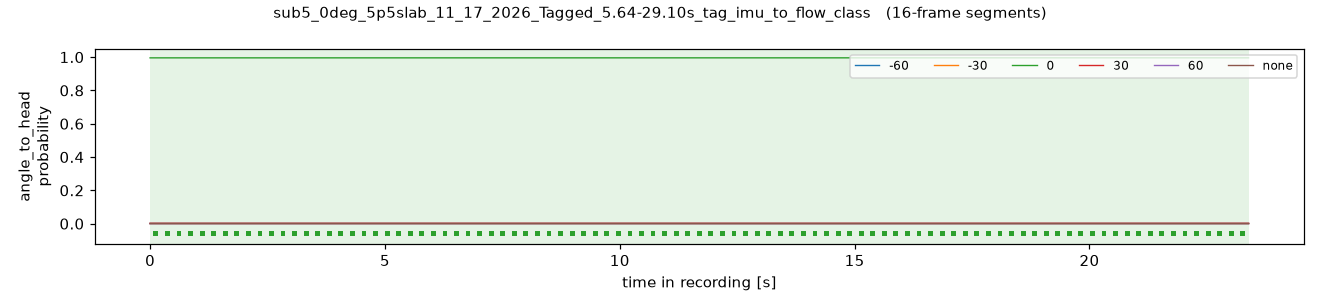 sub5_0deg_5p5slab_11_17_2026_Tagged_5.64-29.10s_tag_imu_to_flow_class (16-frame segments)
-60 -30 0 30 60 none
angle_to_head
probability
1.0
0.8
0.6
0.4
0.2
0.0
0 5 10 15 20
time in recording [s]